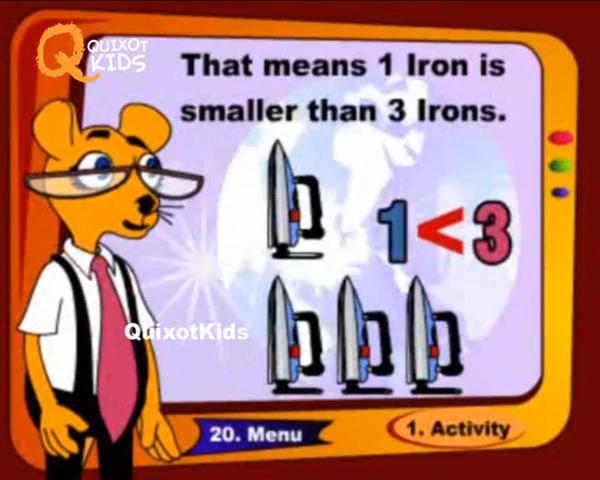 QUIXOT
KIDS
That means 1 Iron is
smaller than 3 Irons.
1 < 3
QuixotKids
20. Menu
1. Activity